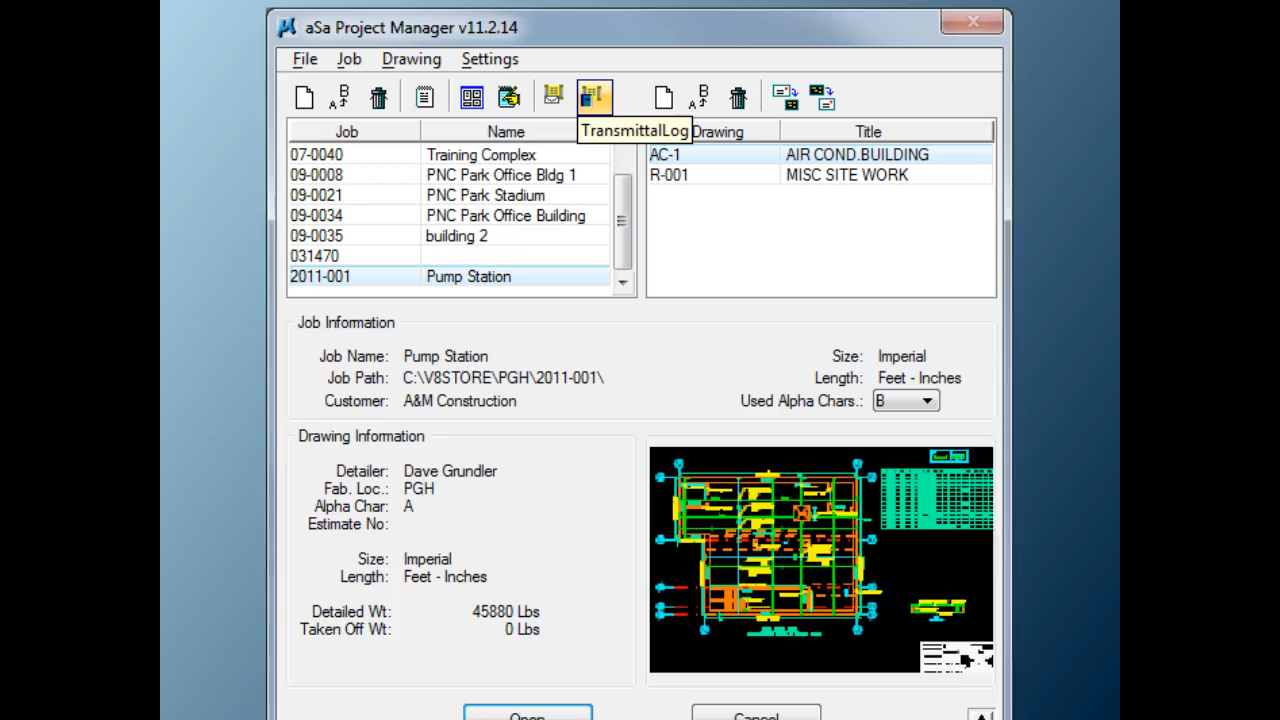 aSa Project Manager v11.2.14
File Job Drawing Settings
TransmittalLog
Job Name Drawing Title
07-0040 Training Complex AC-1 AIR COND.BUILDING
09-0008 PNC Park Office Bldg 1 R-001 MISC SITE WORK
09-0021 PNC Park Stadium
09-0034 PNC Park Office Building
09-0035 building 2
031470
2011-001 Pump Station
Job Information
Job Name: Pump Station Size: Imperial
Job Path: C:\V8STORE\PGH\2011-001\ Length: Feet - Inches
Customer: A&M Construction Used Alpha Chars.: B
Drawing Information
Detailer: Dave Grundler
Fab. Loc.: PGH
Alpha Char: A
Estimate No:
Size: Imperial
Length: Feet - Inches
Detailed Wt: 45880 Lbs
Taken Off Wt: 0 Lbs
Open Cancel